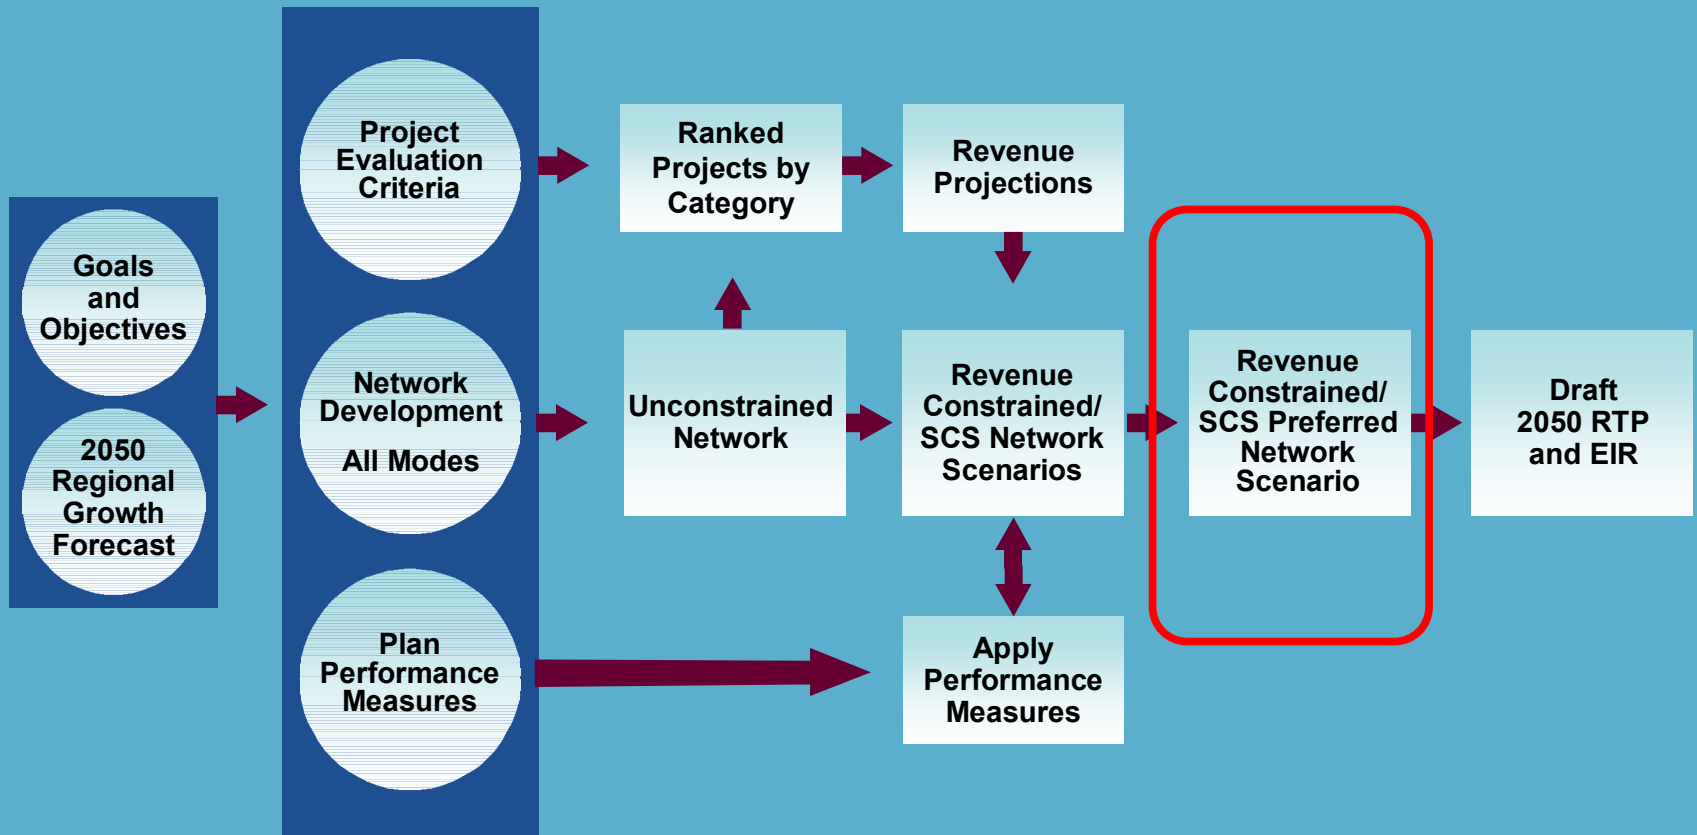 Goals
and
Objectives
2050
Regional
Growth
Forecast
Project
Evaluation
Criteria
Network
Development
All Modes
Plan
Performance
Measures
Ranked
Projects by
Category
Revenue
Projections
Unconstrained
Network
Revenue
Constrained/
SCS Network
Scenarios
Apply
Performance
Measures
Revenue
Constrained/
SCS Preferred
Network
Scenario
Draft
2050 RTP
and EIR